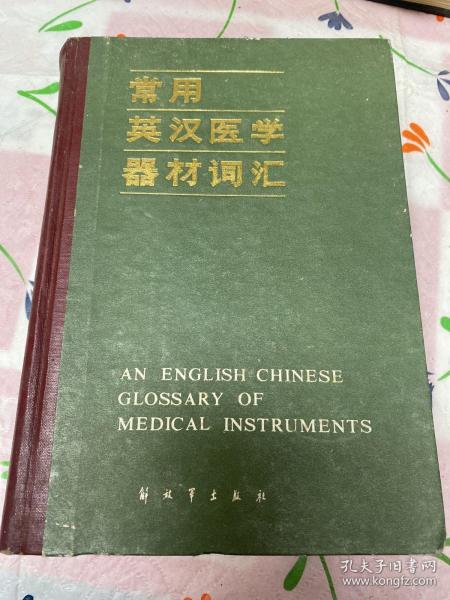 常用
英汉医学
器材词汇
AN ENGLISH-CHINESE
GLOSSARY OF
MEDICAL INSTRUMENTS
解放军出版社
孔夫子旧书网
www.kongfz.com